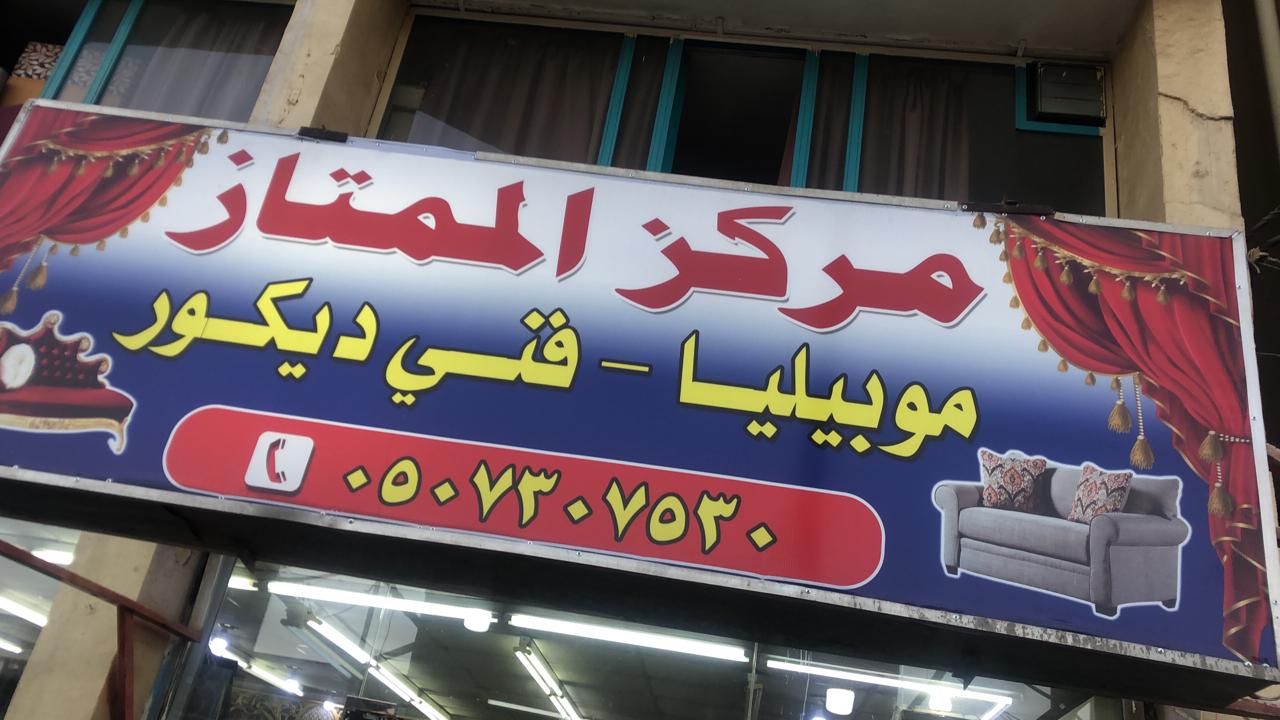 مركز الممتاز
موبيليا - فني ديكور
٠٥٠٧٣٠٧٥٣٠